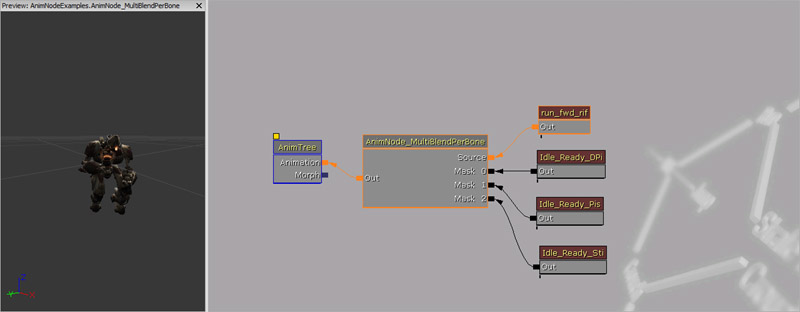 Preview: AnimNodeExamples.AnimNode_MultiBlendPerBone
AnimTree
Animation
Morph
AnimNode_MultiBlendPerBone
Source
Mask 0
Out
Mask 1
Mask 2
run_fwd_rif
Out
Idle_Ready_DPi
Out
Idle_Ready_Pis
Out
Idle_Ready_Sti
Out
Z
Y
X